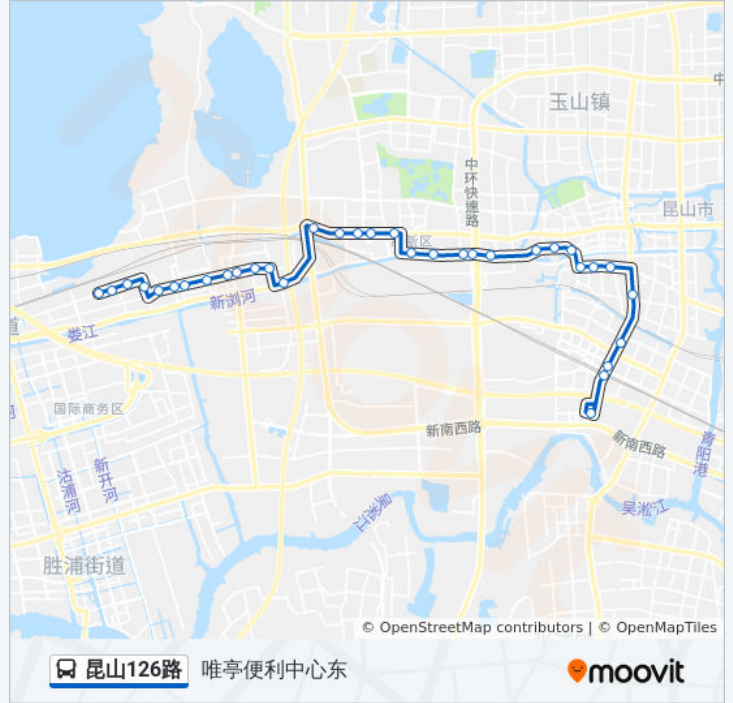 玉山镇
中
中环快速路
昆山市
新区
新浏河
娄江
道
国际商务区
河
新南西路
新南西路
青阳港
新开河
沽浦河
吴淞江
吴淞江
胜浦街道
© OpenStreetMap contributors | © OpenMapTiles
昆山126路 唯亭便利中心东
moovit